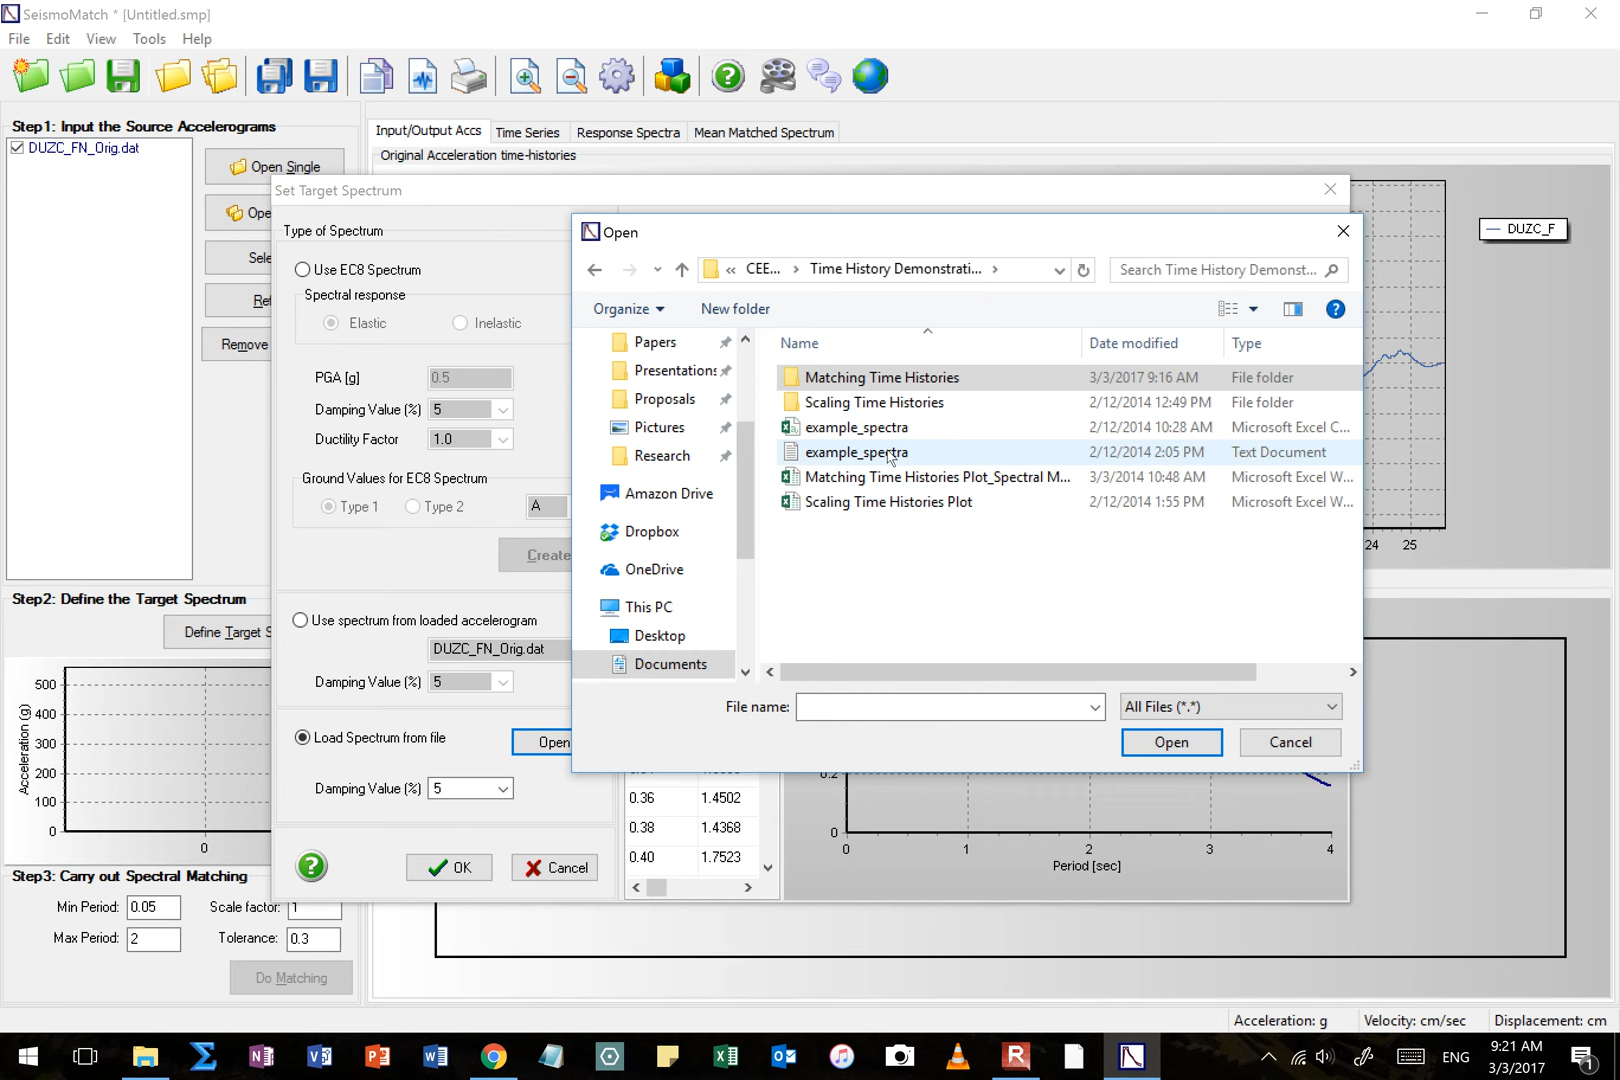 SeismoMatch * [Untitled.smp]
File Edit View Tools Help
Step1: Input the Source Accelerograms
DUZC_FN_Orig.dat
Open Single
Ope
Sele
Remove
Input/Output Accs Time Series Response Spectra Mean Matched Spectrum
Original Acceleration time-histories
DUZC_F
24 25
Set Target Spectrum
Type of Spectrum
Use EC8 Spectrum
Spectral response
Elastic Inelastic
PGA [g] 0.5
Damping Value (%) 5
Ductility Factor 1.0
Ground Values for EC8 Spectrum
Type 1 Type 2 A
Create
Use spectrum from loaded accelerogram
DUZC_FN_Orig.dat
Damping Value (%) 5
Load Spectrum from file Open
Damping Value (%) 5
OK Cancel
Open
« CEE... › Time History Demonstrati... ›
Search Time History Demonst...
Organize New folder
Papers
Presentations
Proposals
Pictures
Research
Amazon Drive
Dropbox
OneDrive
This PC
Desktop
Documents
Name Date modified Type
Matching Time Histories 3/3/2017 9:16 AM File folder
Scaling Time Histories 2/12/2014 12:49 PM File folder
example_spectra 2/12/2014 10:28 AM Microsoft Excel C...
example_spectra 2/12/2014 2:05 PM Text Document
Matching Time Histories Plot_Spectral M... 3/3/2014 10:48 AM Microsoft Excel W...
Scaling Time Histories Plot 2/12/2014 1:55 PM Microsoft Excel W...
File name: All Files (*.*)
Open Cancel
0.36 1.4502
0.38 1.4368
0.40 1.7523
0.2
0
0 1 2 3 4
Period [sec]
Step2: Define the Target Spectrum
Define Target S
Acceleration (g)
500
400
300
200
100
0
0
Step3: Carry out Spectral Matching
Min Period: 0.05 Scale factor: 1
Max Period: 2 Tolerance: 0.3
Do Matching
Acceleration: g Velocity: cm/sec Displacement: cm
ENG
9:21 AM
3/3/2017
1